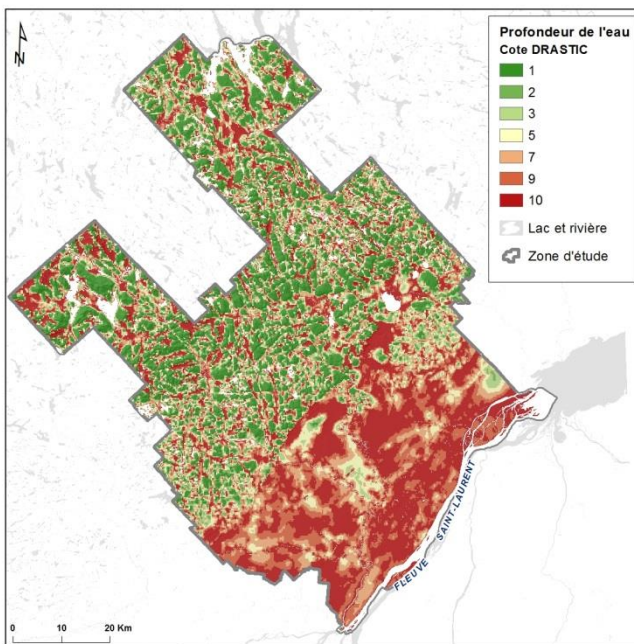 N
Profondeur de l'eau
Cote DRASTIC
1
2
3
5
7
9
10
Lac et rivière
Zone d'étude
FLEUVE SAINT-LAURENT
0 10 20 Km